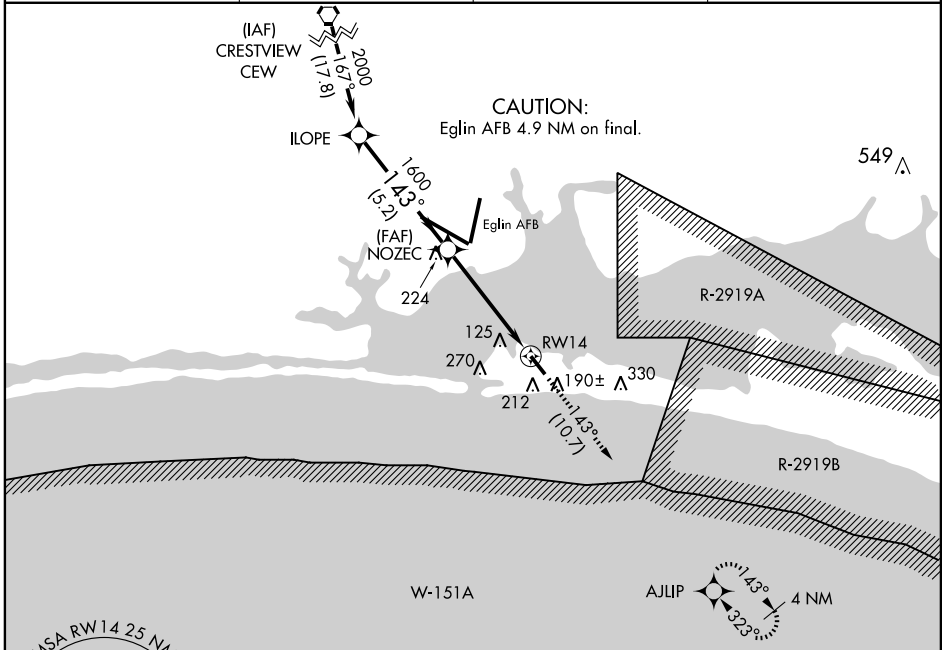 (IAF)
CRESTVIEW
CEW
2000
167°
(17.8)
ILOPE
CAUTION:
Eglin AFB 4.9 NM on final.
549
1600
143°
(5.2)
(FAF)
NOZEC
Eglin AFB
224
R-2919A
125
RW14
270
190±
330
212
143°
(10.7)
R-2919B
W-151A
AJLIP
143°
4 NM
323°
MSA RW14 25 NM